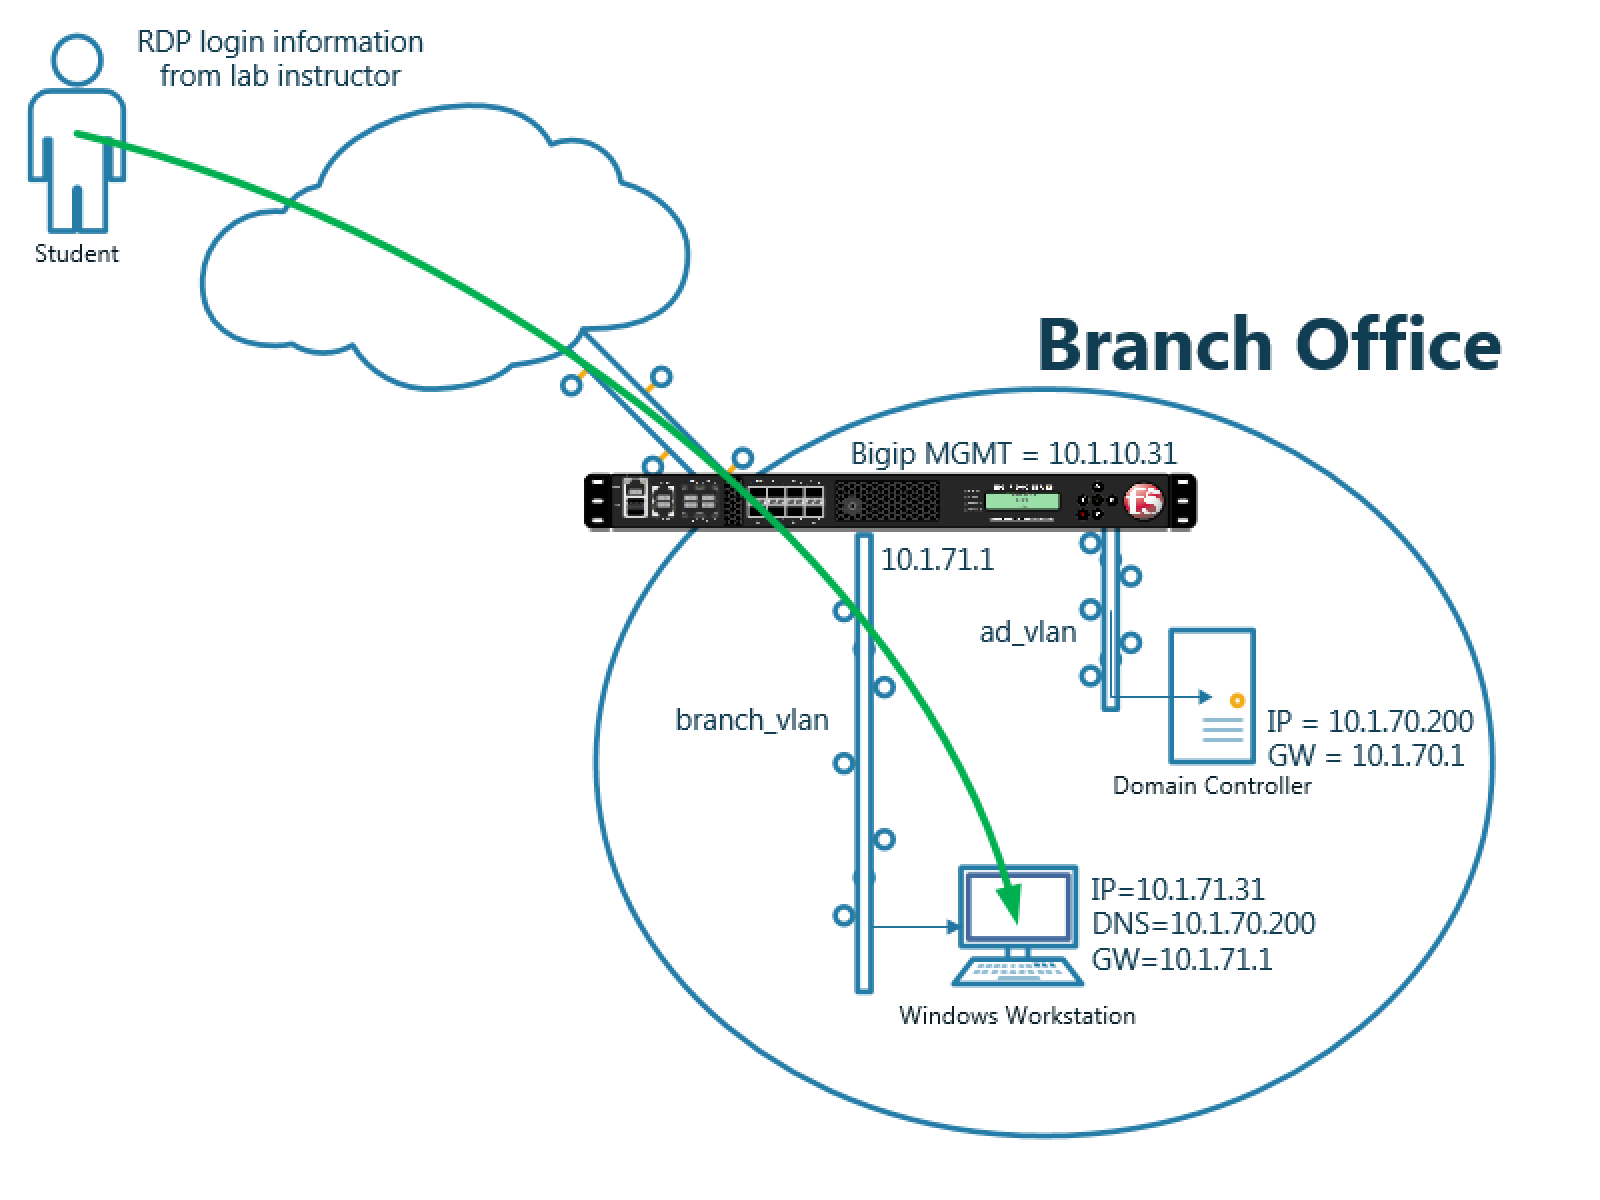 RDP login information
from lab instructor
Student
Branch Office
Bigip MGMT = 10.1.10.31
10.1.71.1
ad_vlan
branch_vlan
IP = 10.1.70.200
GW = 10.1.70.1
Domain Controller
IP=10.1.71.31
DNS=10.1.70.200
GW=10.1.71.1
Windows Workstation